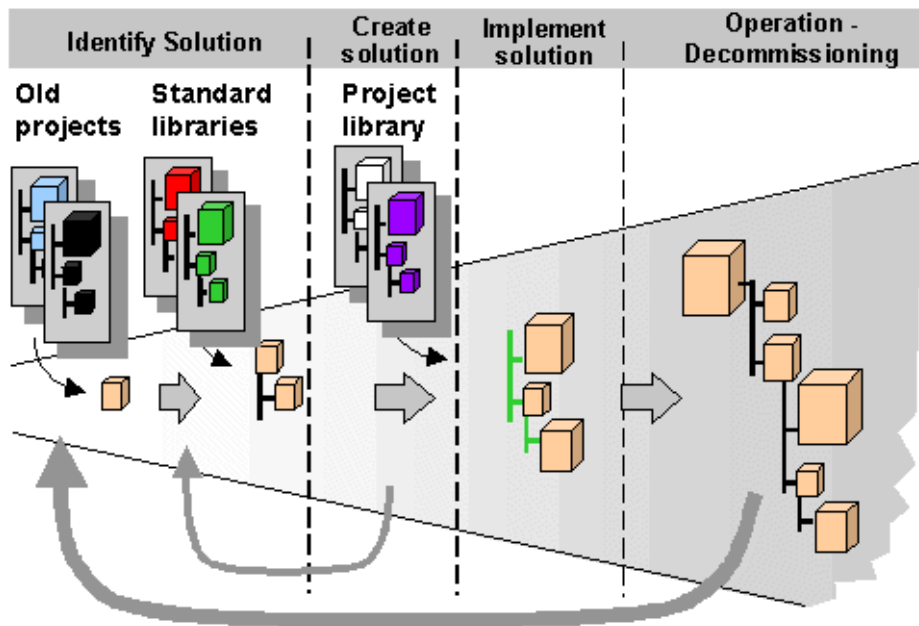 Identify Solution
Create
solution
Implement
solution
Operation -
Decommissioning
Old
projects
Standard
libraries
Project
library